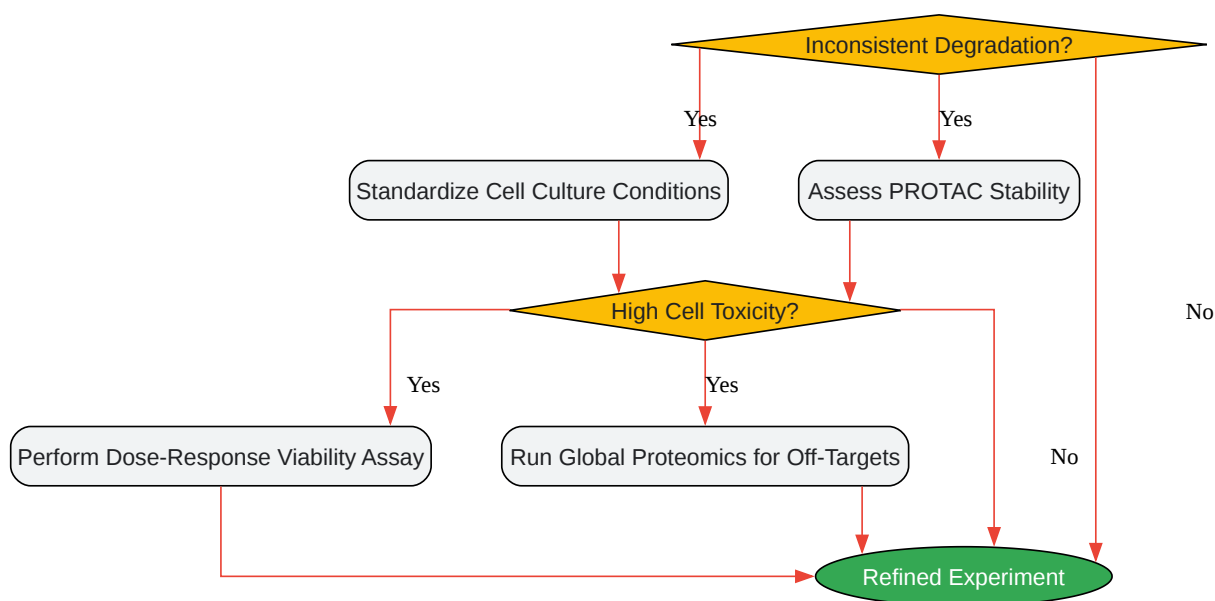 Inconsistent Degradation?
Yes
Yes
Standardize Cell Culture Conditions
Assess PROTAC Stability
High Cell Toxicity?
No
Yes
Yes
Perform Dose-Response Viability Assay
Run Global Proteomics for Off-Targets
No
Refined Experiment